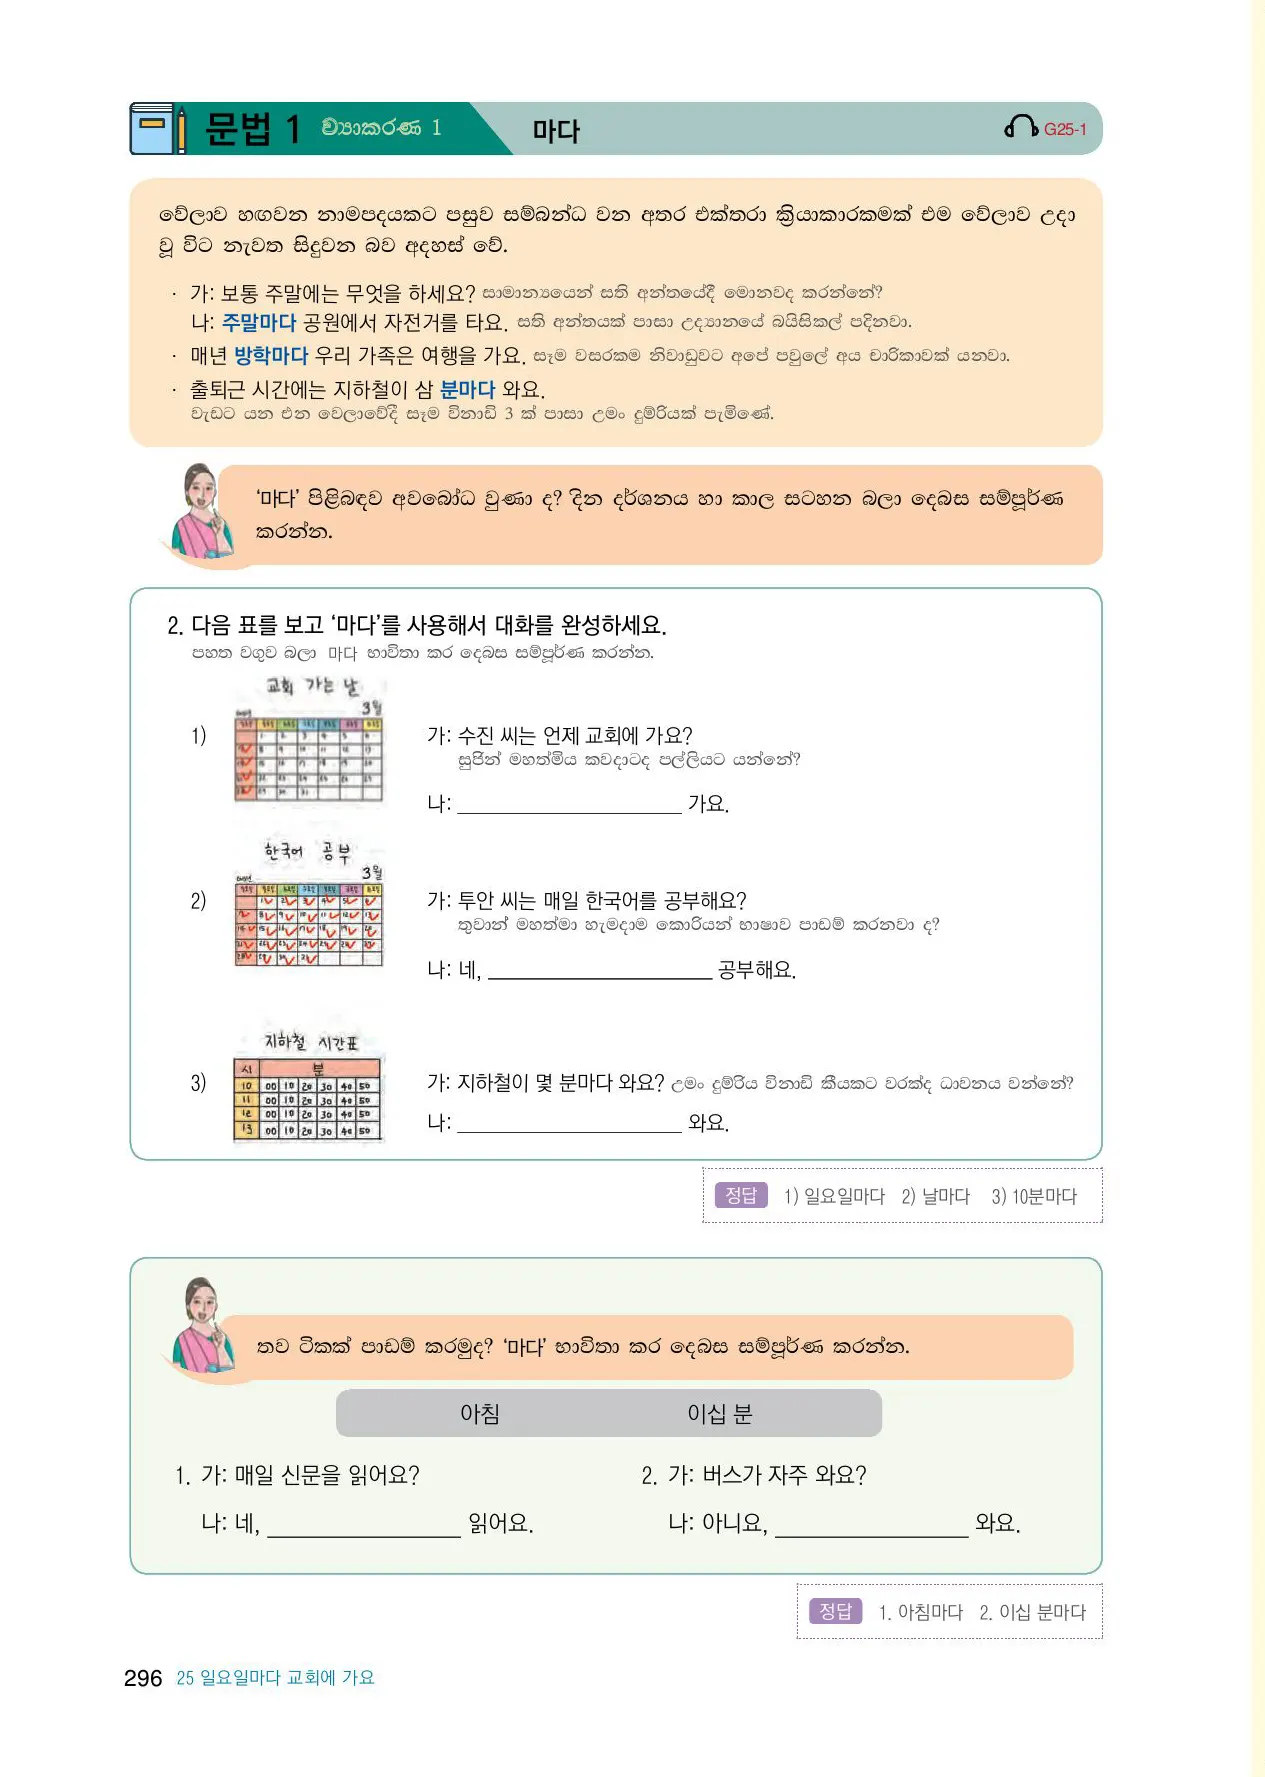 문법 1 ව්‍යාකරණ 1 마다 G25-1
වේලාව හඟවන නාමපදයකට පසුව සම්බන්ධ වන අතර එක්තරා ක්‍රියාකාරකමක් එම වේලාව උදා
වූ විට නැවත සිදුවන බව අදහස් වේ.
· 가: 보통 주말에는 무엇을 하세요? සාමාන්‍යයෙන් සති අන්තයේදී මොනවද කරන්නේ?
나: 주말마다 공원에서 자전거를 타요. සති අන්තයක් පාසා උද්‍යානයේ බයිසිකල් පදිනවා.
· 매년 방학마다 우리 가족은 여행을 가요. සෑම වසරකම නිවාඩුවට අපේ පවුලේ අය චාරිකාවක් යනවා.
· 출퇴근 시간에는 지하철이 삼 분마다 와요.
වැඩට යන එන වෙලාවේදී සෑම විනාඩි 3 ක් පාසා උමං දුම්රියක් පැමිණේ.
‘마다’ පිළිබඳව අවබෝධ වුණා ද? දින දර්ශනය හා කාල සටහන බලා දෙබස සම්පූර්ණ
කරන්න.
2. 다음 표를 보고 ‘마다’를 사용해서 대화를 완성하세요.
පහත වගුව බලා 마다 භාවිතා කර දෙබස සම්පූර්ණ කරන්න.
교회 가는 날
3월
1) 가: 수진 씨는 언제 교회에 가요?
සුජින් මහත්මිය කවදාටද පල්ලියට යන්නේ?
나: ____________________ 가요.
한국어 공부
3월
2) 가: 투안 씨는 매일 한국어를 공부해요?
තුවාන් මහත්මා හැමදාම කොරියන් භාෂාව පාඩම් කරනවා ද?
나: 네, ____________________ 공부해요.
지하철 시간표
시 분
10 00 10 20 30 40 50
11 00 10 20 30 40 50
12 00 10 20 30 40 50
13 00 10 20 30 40 50
3) 가: 지하철이 몇 분마다 와요? උමං දුම්රිය විනාඩි කීයකට වරක්ද ධාවනය වන්නේ?
나: ____________________ 와요.
정답 1) 일요일마다 2) 날마다 3) 10분마다
තව ටිකක් පාඩම් කරමුද? ‘마다’ භාවිතා කර දෙබස සම්පූර්ණ කරන්න.
아침 이십 분
1. 가: 매일 신문을 읽어요?
나: 네, ____________________ 읽어요.
2. 가: 버스가 자주 와요?
나: 아니요, ____________________ 와요.
정답 1. 아침마다 2. 이십 분마다
296 25 일요일마다 교회에 가요